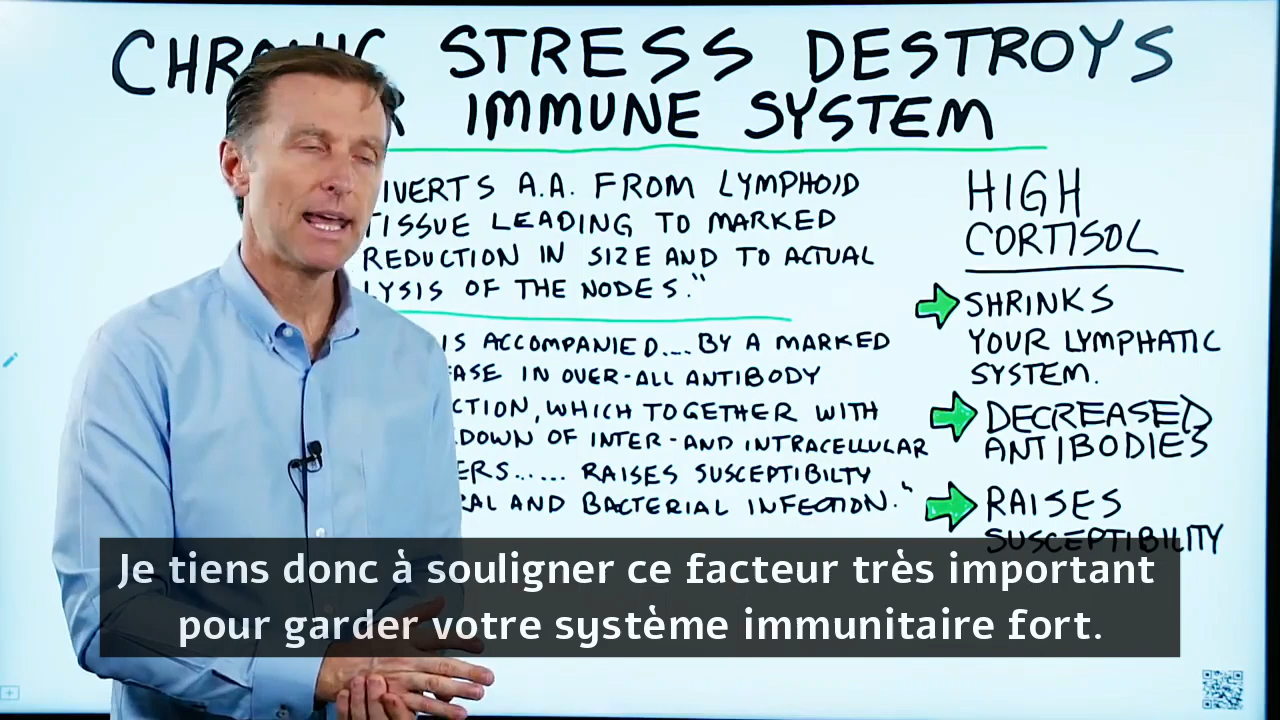 STRESS DESTROYS
IMMUNE SYSTEM
A.A. FROM LYMPHOID
TISSUE LEADING TO MARKED
REDUCTION IN SIZE AND TO ACTUAL
LYSIS OF THE NODES."
IS ACCOMPANIED... BY A MARKED
IN OVER-ALL ANTIBODY
WHICH TOGETHER WITH
OF INTER-AND INTRACELLULAR
RAISES SUSCEPTIBILTY
AND BACTERIAL INFECTION."
HIGH
CORTISOL
SHRINKS
YOUR LYMPHATIC
SYSTEM.
DECREASED
ANTIBODIES
RAISES
SUSCEPTIBILITY
Je tiens donc à souligner ce facteur très important
pour garder votre système immunitaire fort.